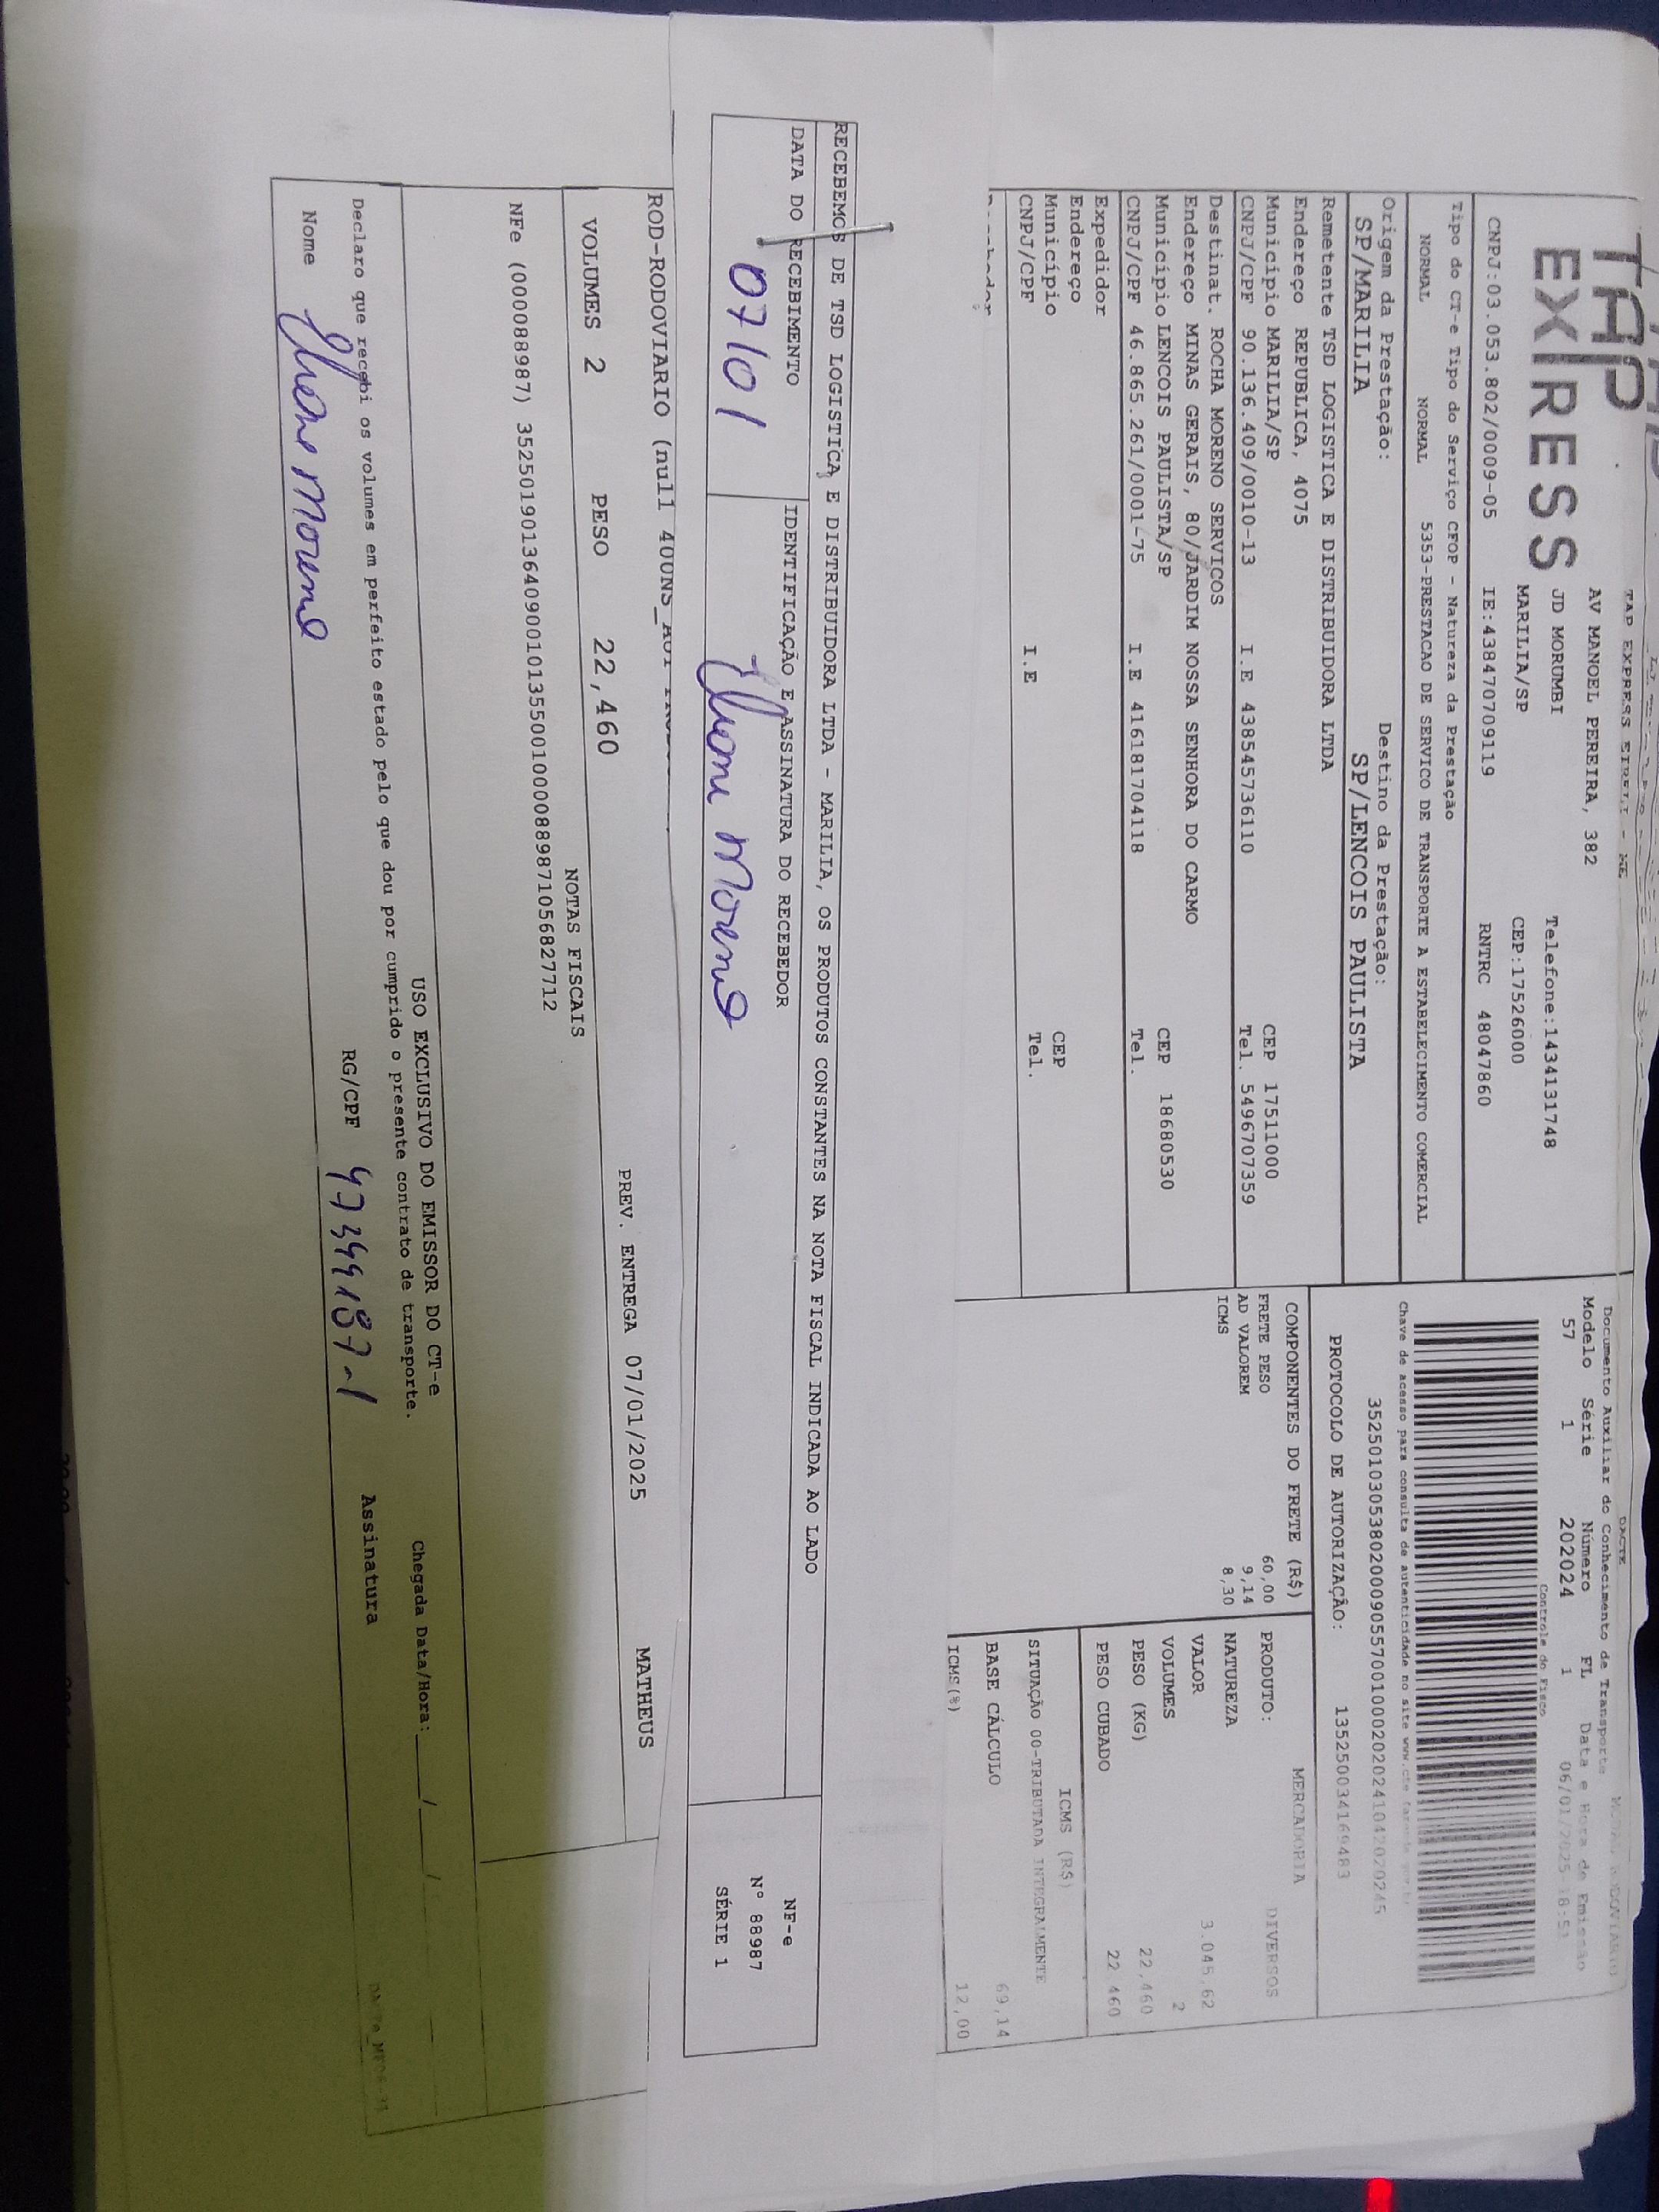 TAP EXPRESS EIRELI - ME
TAP
EXPRESS
AV MANOEL PEREIRA, 382
JD MORUMBI
Telefone:1434131748
MARILIA/SP
CEP:17526000
CNPJ:03.053.802/0009-05
IE:438470709119
RNTRC 48047860
Tipo do CT-e Tipo do Serviço CFOP - Natureza da Prestação
NORMAL NORMAL 5353-PRESTACAO DE SERVICO DE TRANSPORTE A ESTABELECIMENTO COMERCIAL
Origem da Prestação: Destino da Prestação:
SP/MARILIA SP/LENCOIS PAULISTA
Remetente TSD LOGISTICA E DISTRIBUIDORA LTDA
Endereço REPUBLICA, 4075
Município MARILIA/SP CEP 17511000
CNPJ/CPF 90.136.409/0010-13 I.E 438545736110 Tel. 5496707359
Destinat. ROCHA MORENO SERVICOS
Endereço MINAS GERAIS, 80/JARDIM NOSSA SENHORA DO CARMO
Município LENCOIS PAULISTA/SP CEP 18680530
CNPJ/CPF 46.865.261/0001-75 I.E 416181704118 Tel.
Expedidor
Endereço
Município CEP
CNPJ/CPF I.E Tel.
DACTE
Documento Auxiliar do Conhecimento de Transporte
Modelo Série Número FL Data e Hora de Emissão
57 1 202024 1 06/01/2025 18:51
Controle do Fisco
Chave de acesso para consulta de autenticidade no site www.cte.fazenda.gov.br
35250103053802000905570010002020241042020245
PROTOCOLO DE AUTORIZAÇÃO: 135250034169483
COMPONENTES DO FRETE (R$)
FRETE PESO 60,00
AD VALOREM 9,14
ICMS 8,30
MERCADORIA
PRODUTO: DIVERSOS
NATUREZA
VALOR 3.045,62
VOLUMES 2
PESO (KG) 22,460
PESO CUBADO 22,460
ICMS (R$)
SITUAÇÃO 00-TRIBUTADA INTEGRALMENTE
BASE CÁLCULO 69,14
ICMS(%) 12,00
RECEBEMOS DE TSD LOGISTICA E DISTRIBUIDORA LTDA - MARILIA, OS PRODUTOS CONSTANTES NA NOTA FISCAL INDICADA AO LADO
DATA DO RECEBIMENTO IDENTIFICAÇÃO E ASSINATURA DO RECEBEDOR
07/01 Moreno
NF-e
Nº 88987
SÉRIE 1
ROD-RODOVIARIO (null 40UNS_ MATHEUS
VOLUMES 2 PESO 22,460 PREV. ENTREGA 07/01/2025
NOTAS FISCAIS
NFe (000088987) 35250190136409001013550010000889871056827712
USO EXCLUSIVO DO EMISSOR DO CT-e
Declaro que recebi os volumes em perfeito estado pelo que dou por cumprido o presente contrato de transporte.
Chegada Data/Hora:____/____/
Nome Moreno RG/CPF Assinatura